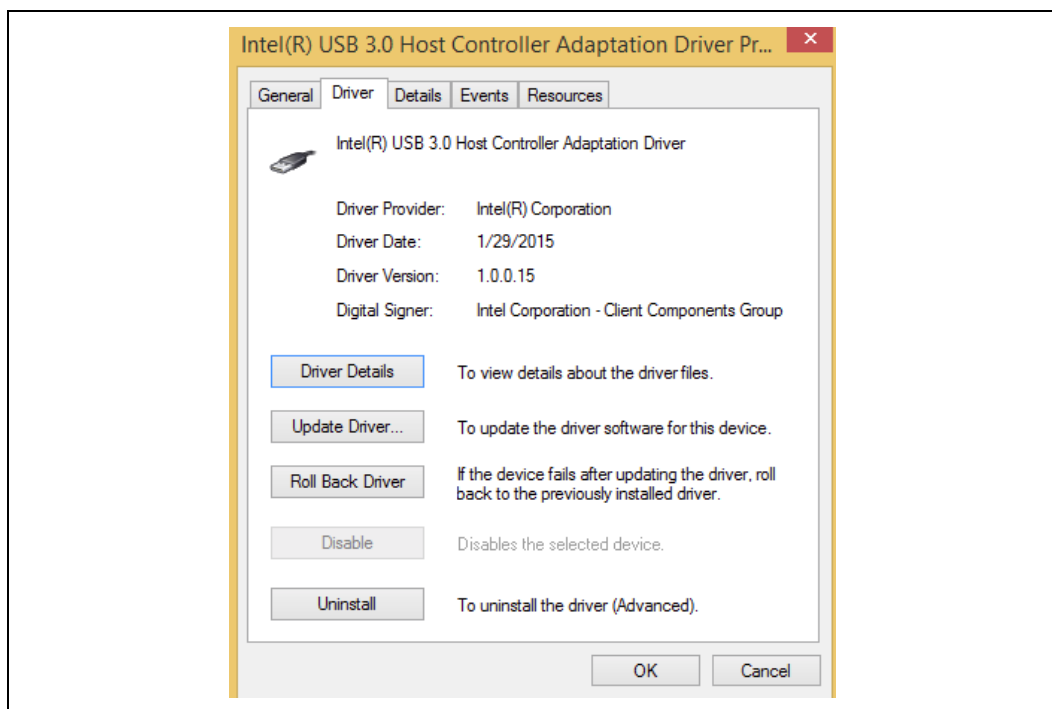 Intel(R) USB 3.0 Host Controller Adaptation Driver Pr...
General Driver Details Events Resources
Intel(R) USB 3.0 Host Controller Adaptation Driver
Driver Provider: Intel(R) Corporation
Driver Date: 1/29/2015
Driver Version: 1.0.0.15
Digital Signer: Intel Corporation - Client Components Group
Driver Details To view details about the driver files.
Update Driver... To update the driver software for this device.
Roll Back Driver If the device fails after updating the driver, roll
back to the previously installed driver.
Disable Disables the selected device.
Uninstall To uninstall the driver (Advanced).
OK Cancel